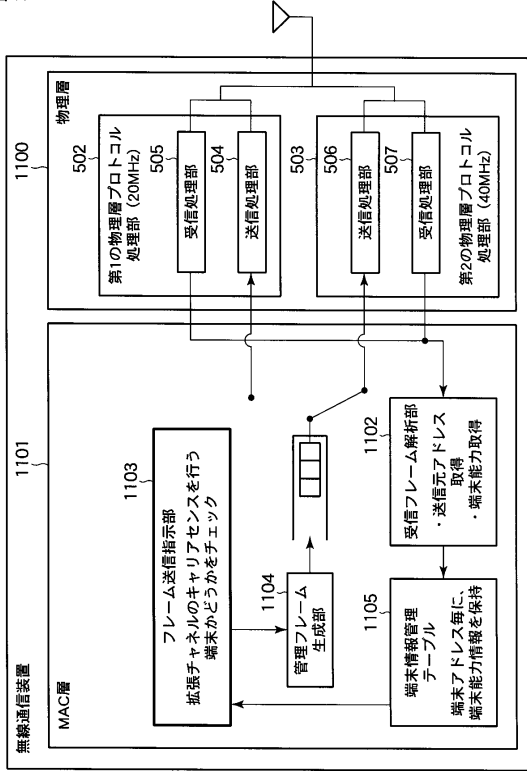 無線通信装置
1101
MAC層
1103
フレーム送信指示部
拡張チャネルのキャリアセンスを行う
端末かどうかをチェック
1104
管理フレーム
生成部
1105
端末情報管理
テーブル
端末アドレス毎に、
端末能力情報を保持
1102
受信フレーム解析部
・送信元アドレス
取得
・端末能力取得
1100
物理層
502
第1の物理層プロトコル
処理部（20MHz）
505
受信処理部
504
送信処理部
503
506
送信処理部
507
受信処理部
第2の物理層プロトコル
処理部（40MHz）